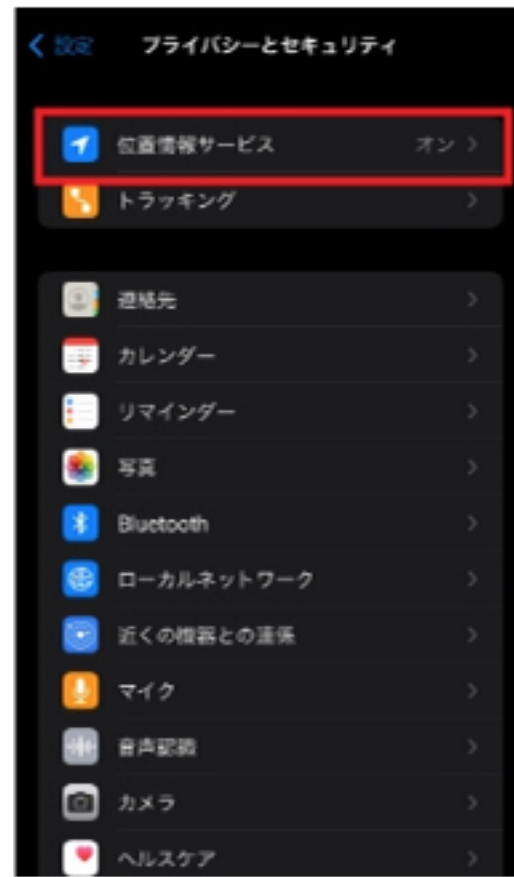 設定 プライバシーとセキュリティ
位置情報サービス オン
トラッキング
連絡先
カレンダー
リマインダー
写真
Bluetooth
ローカルネットワーク
近くの機器との連係
マイク
音声認識
カメラ
ヘルスケア